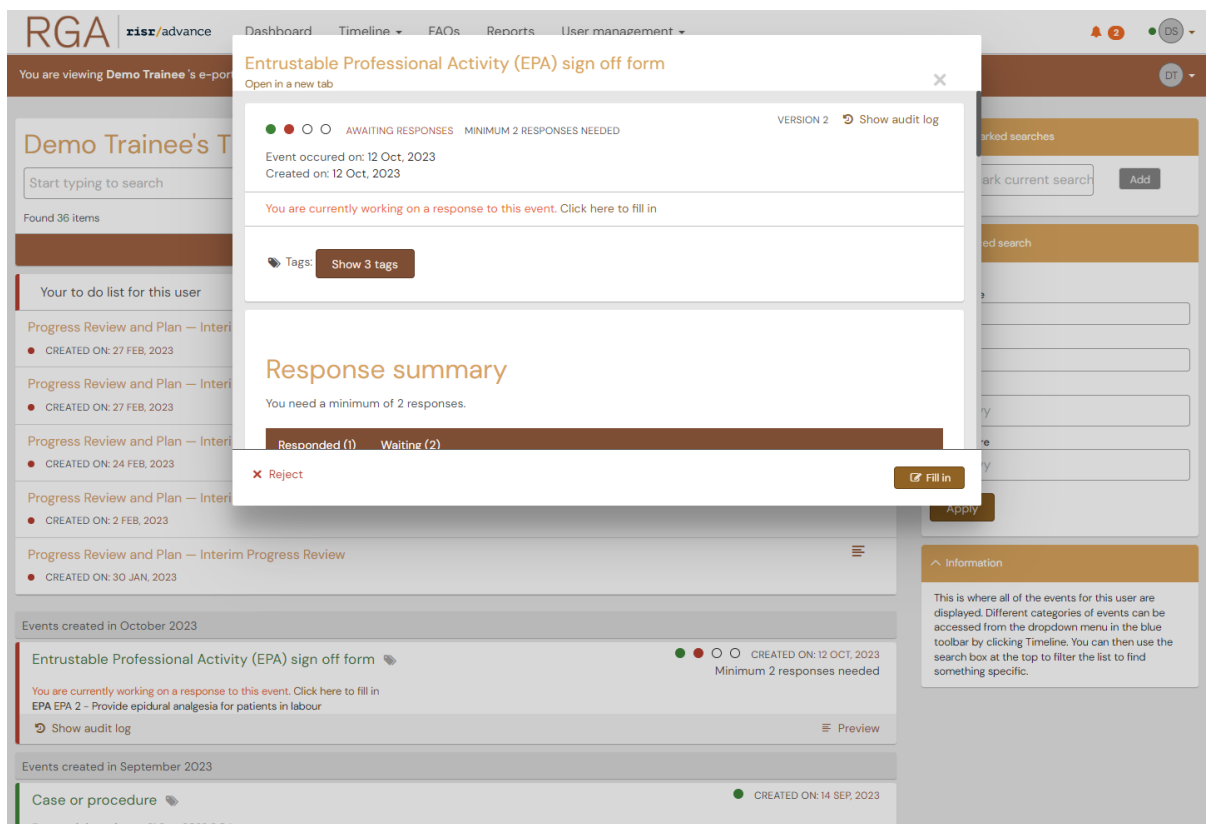 RGA risr/advance Dashboard Timeline FAQs Reports User management 2 DS
You are viewing Demo Trainee's e-por DT
Entrustable Professional Activity (EPA) sign off form
Open in a new tab
AWAITING RESPONSES MINIMUM 2 RESPONSES NEEDED VERSION 2 Show audit log
Event occured on: 12 Oct, 2023
Created on: 12 Oct, 2023
You are currently working on a response to this event. Click here to fill in
Tags: Show 3 tags
Response summary
You need a minimum of 2 responses.
Responded (1) Waiting (2)
Reject Fill in
Demo Trainee's T
Start typing to search
Found 36 items
Your to do list for this user
Progress Review and Plan — Interi
CREATED ON: 27 FEB, 2023
Progress Review and Plan — Interi
CREATED ON: 27 FEB, 2023
Progress Review and Plan — Interi
CREATED ON: 24 FEB, 2023
Progress Review and Plan — Interi
CREATED ON: 2 FEB, 2023
Progress Review and Plan — Interim Progress Review
CREATED ON: 30 JAN, 2023
Events created in October 2023
Entrustable Professional Activity (EPA) sign off form CREATED ON: 12 OCT, 2023
Minimum 2 responses needed
You are currently working on a response to this event. Click here to fill in
EPA EPA 2 - Provide epidural analgesia for patients in labour
Show audit log Preview
Events created in September 2023
Case or procedure CREATED ON: 14 SEP, 2023
arked searches
ark current search Add
ed search
Apply
Information
This is where all of the events for this user are
displayed. Different categories of events can be
accessed from the dropdown menu in the blue
toolbar by clicking Timeline. You can then use the
search box at the top to filter the list to find
something specific.